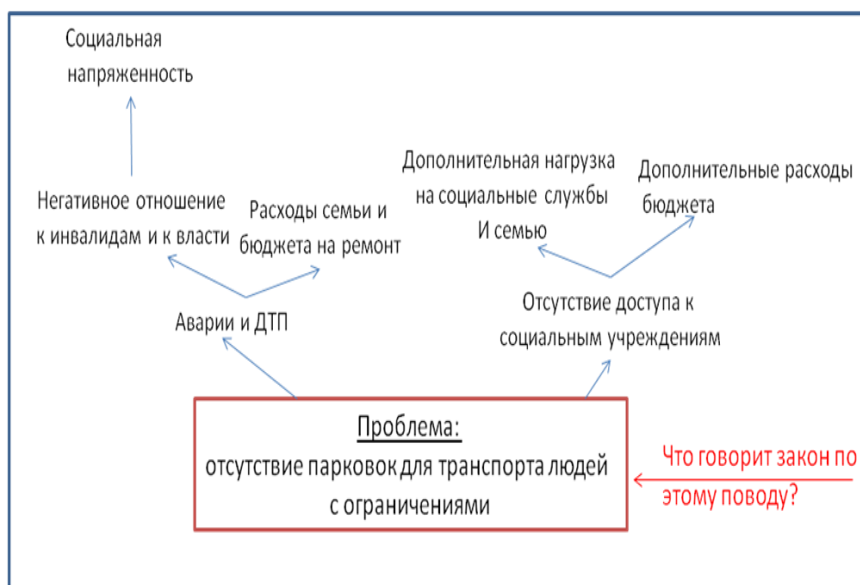 Социальная
напряженность
Негативное отношение
к инвалидам и к власти
Расходы семьи и
бюджета на ремонт
Дополнительная нагрузка
на социальные службы
И семью
Дополнительные расходы
бюджета
Аварии и ДТП
Отсутствие доступа к
социальным учреждениям
Проблема:
отсутствие парковок для транспорта людей
с ограничениями
Что говорит закон по
этому поводу?